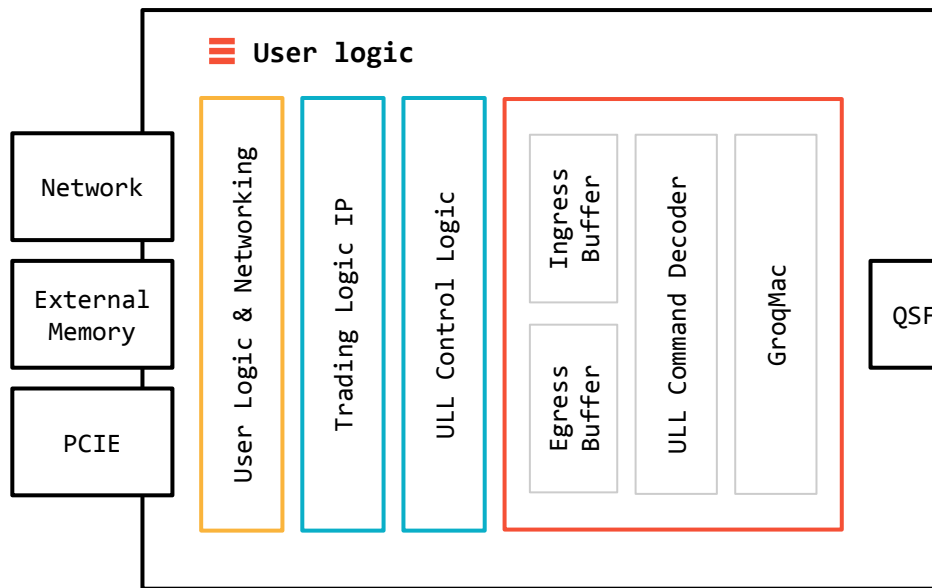 User logic
Network
External
Memory
PCIE
User Logic & Networking
Trading Logic IP
ULL Control Logic
Ingress
Buffer
Egress
Buffer
ULL Command Decoder
GroqMac